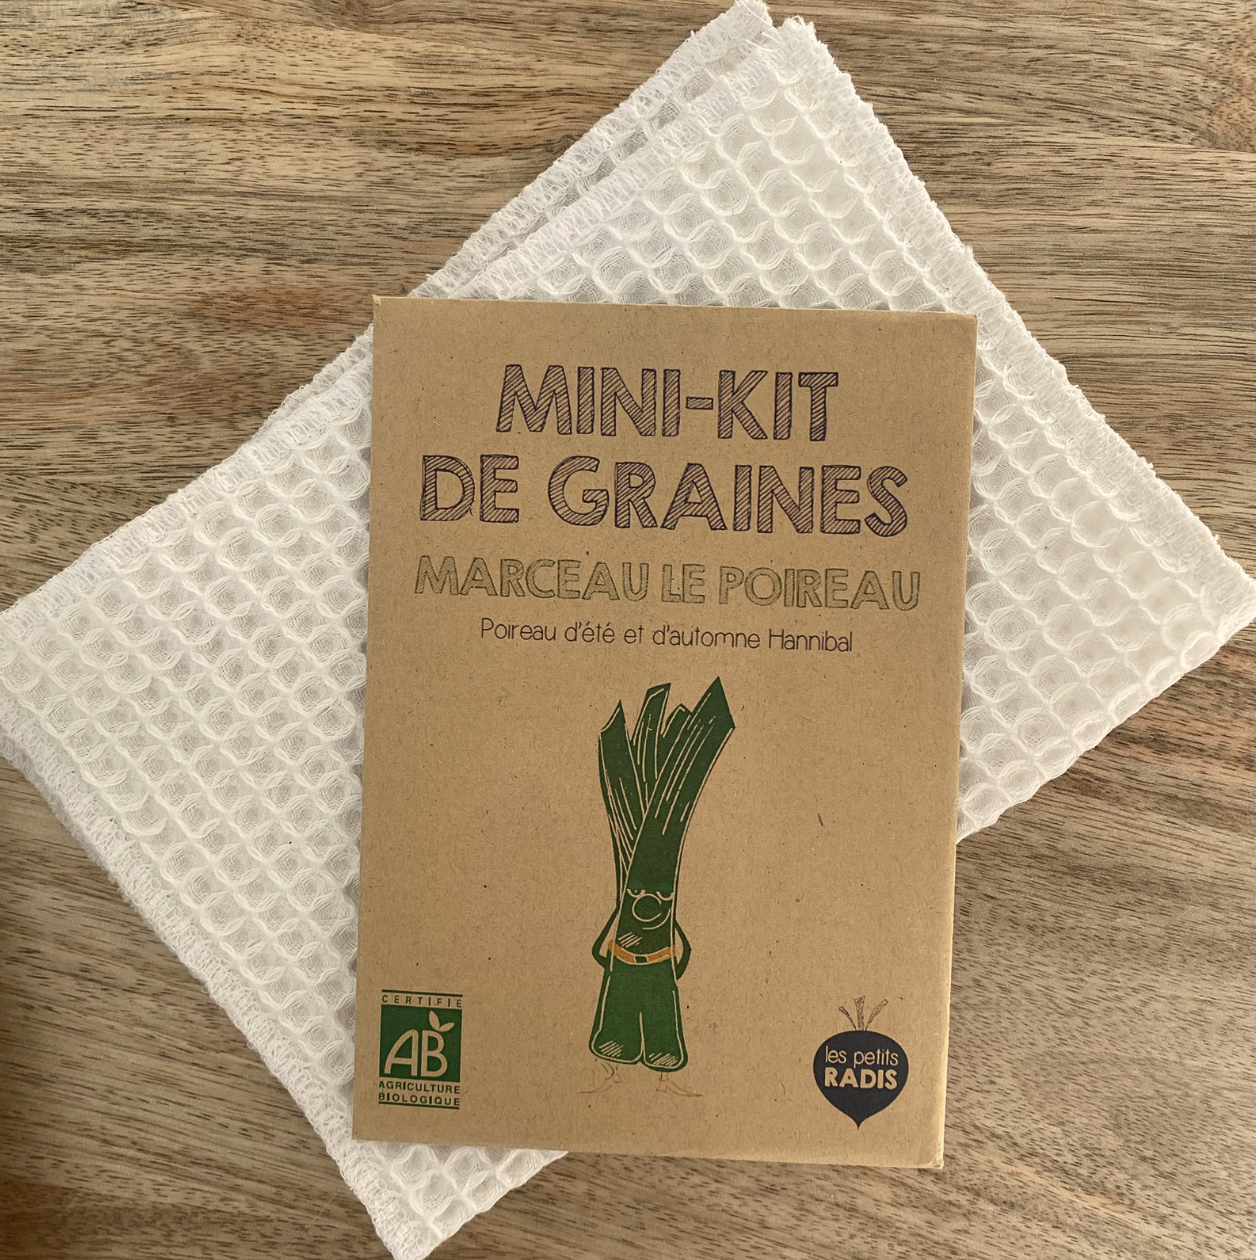 MINI-KIT
DE GRAINES
MARCEAU LE POIREAU
Poireau d'été et d'automne Hannibal
CERTIFIÉ
AB
AGRICULTURE
BIOLOGIQUE
les petits
RADIS